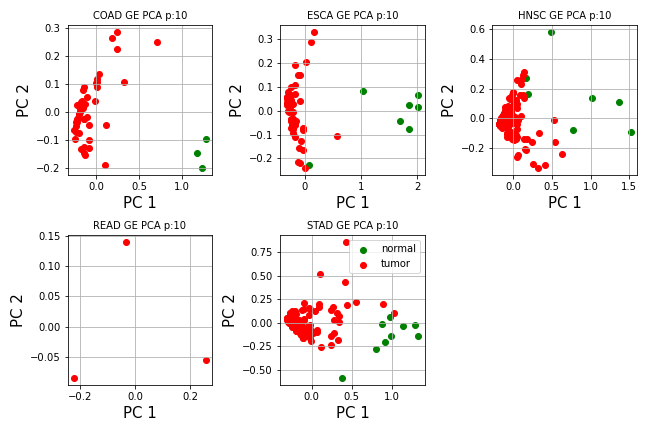 COAD GE PCA p:10
ESCA GE PCA p:10
HNSC GE PCA p:10
PC 2
0.3
0.2
0.1
0.0
−0.1
−0.2
0.0
0.5
1.0
PC 1
PC 2
0.3
0.2
0.1
0.0
−0.1
−0.2
0
1
2
PC 1
PC 2
0.6
0.4
0.2
0.0
−0.2
0.0
0.5
1.0
1.5
PC 1
READ GE PCA p:10
STAD GE PCA p:10
PC 2
0.15
0.10
0.05
0.00
−0.05
−0.2
0.0
0.2
PC 1
PC 2
0.75
0.50
0.25
0.00
−0.25
−0.50
0.0
0.5
1.0
PC 1
normal
tumor